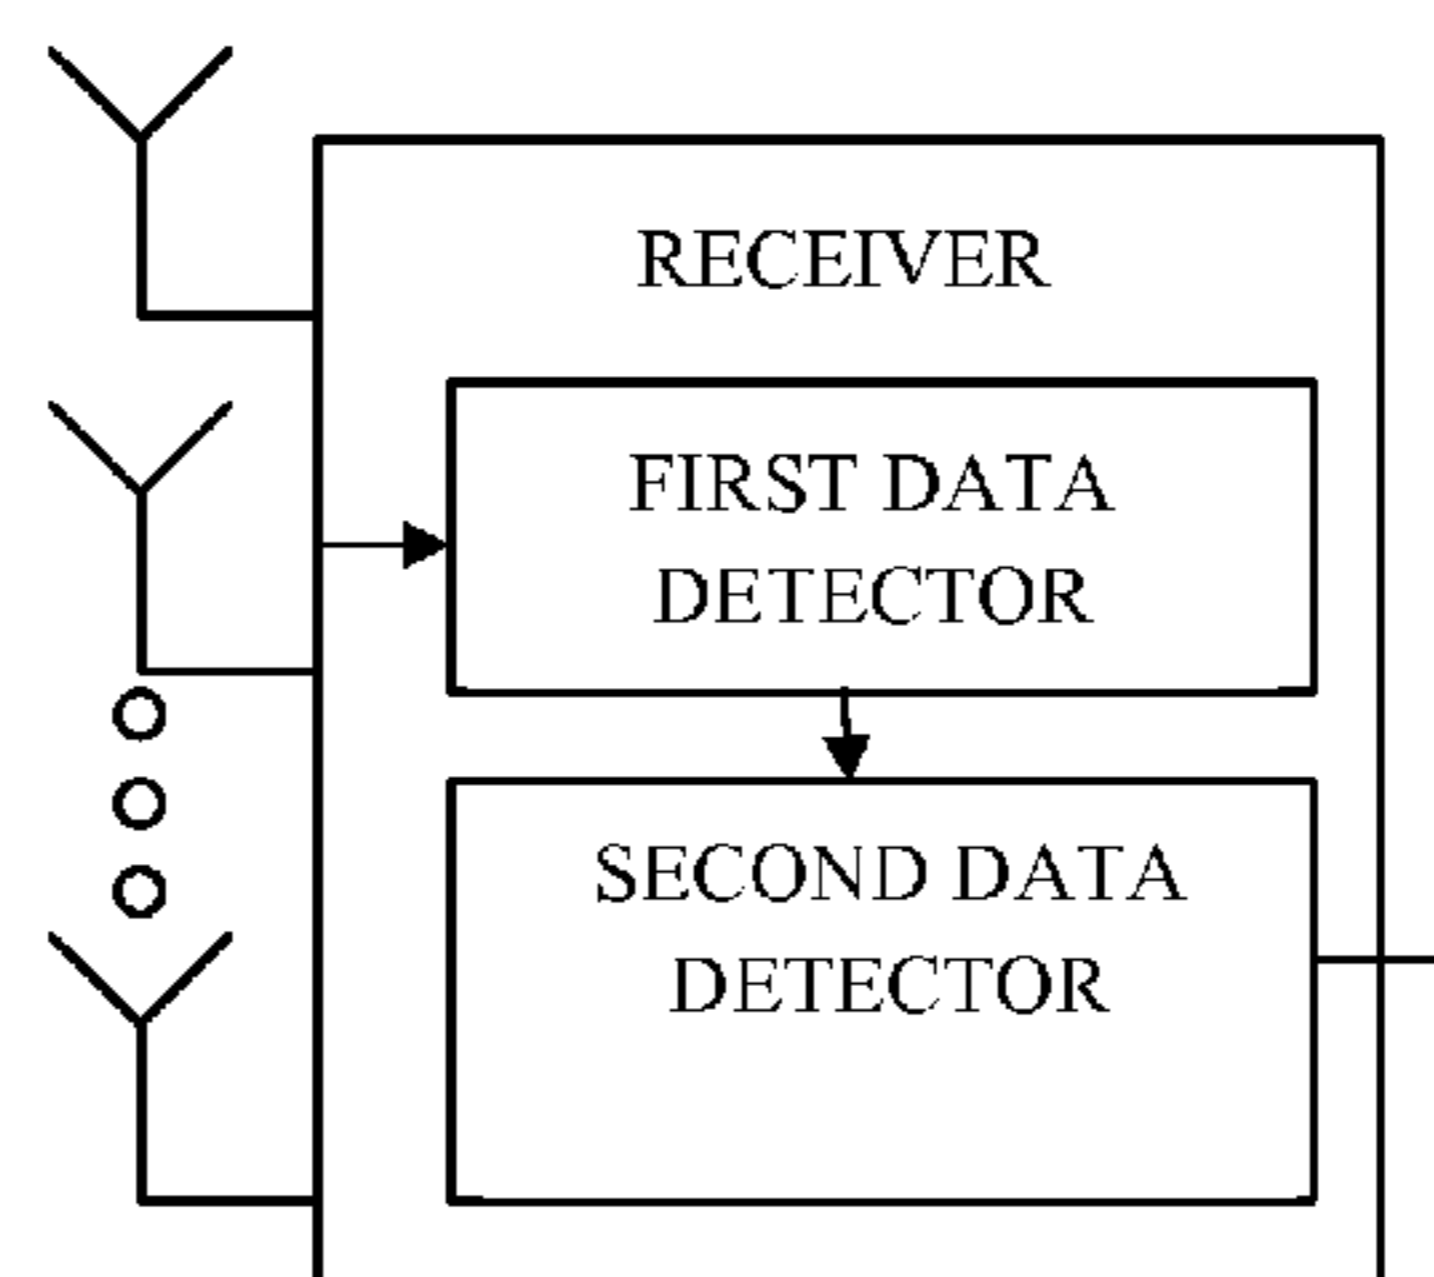 RECEIVER
FIRST DATA
DETECTOR
SECOND DATA
DETECTOR